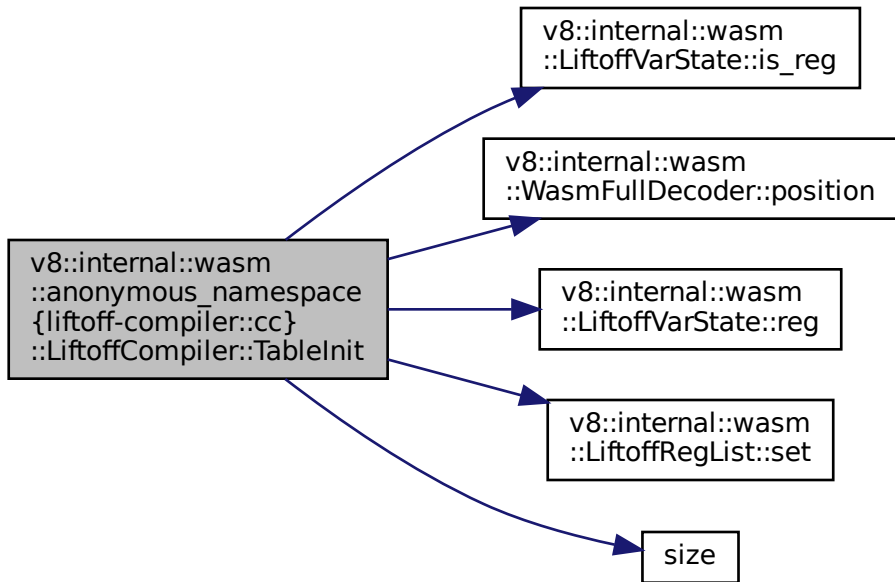 v8::internal::wasm
::LiftoffVarState::is_reg
v8::internal::wasm
::WasmFullDecoder::position
v8::internal::wasm
::anonymous_namespace
{liftoff-compiler::cc}
::LiftoffCompiler::TableInit
v8::internal::wasm
::LiftoffVarState::reg
v8::internal::wasm
::LiftoffRegList::set
size